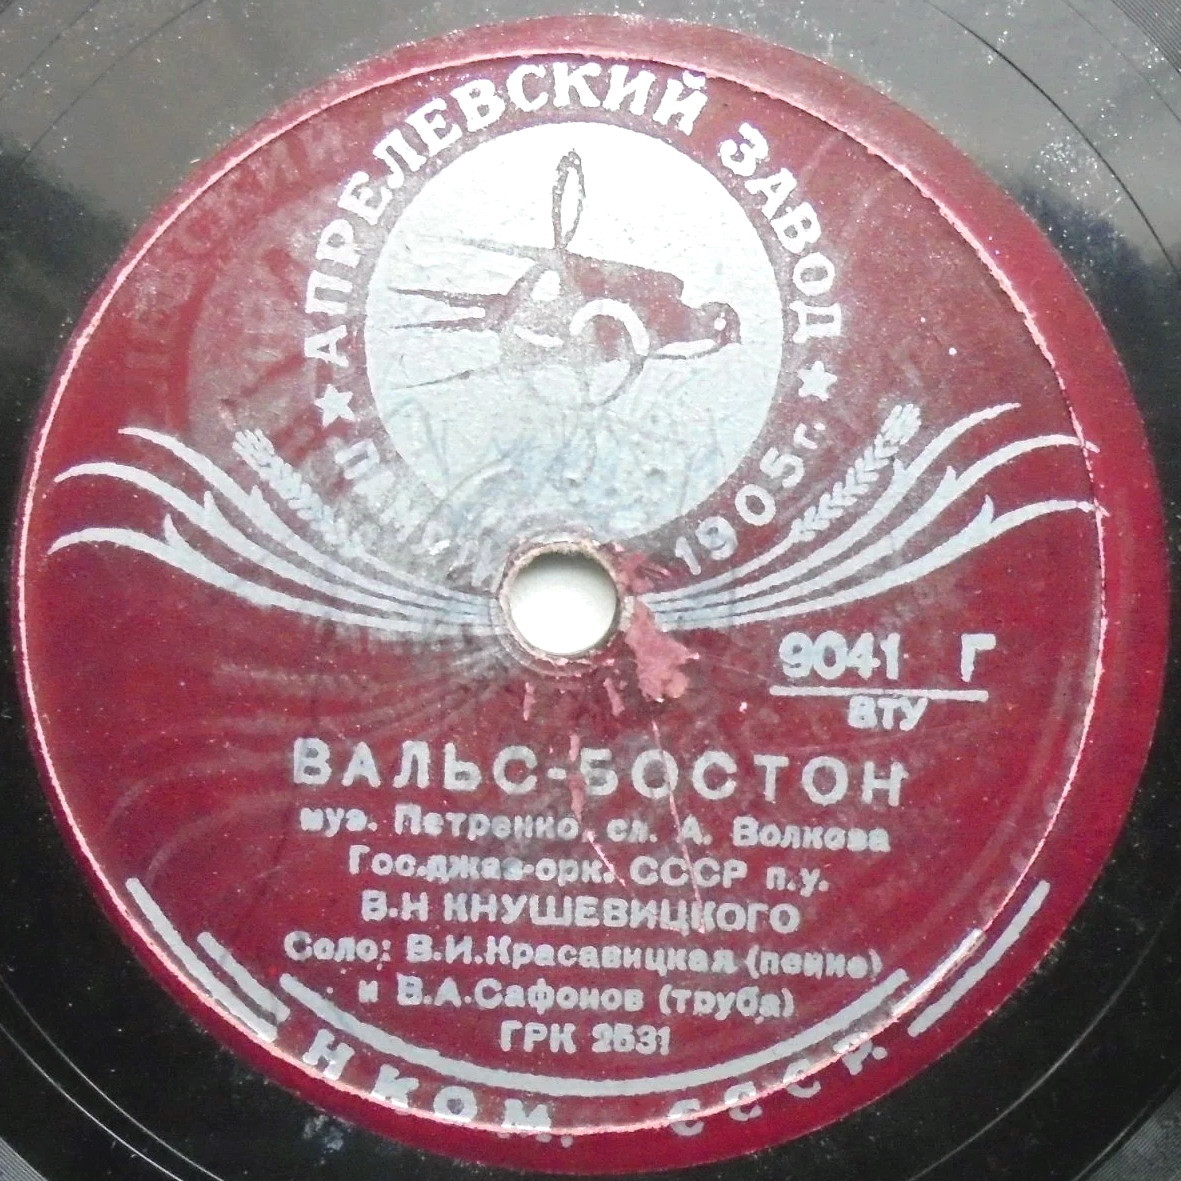 АПРЕЛЕВСКИЙ ЗАВОД
ПАМЯТИ 1905 г.
9041 Г
ВТУ
ВАЛЬС-БОСТОН
муз. Петренко, сл. А. Волкова
Гос.джаз-орк. СССР п.у.
В.Н КНУШЕВИЦКОГО
Соло: В.И.Красавицкая (пение)
и В.А.Сафонов (труба)
ГРК 2531
НКОМ. СССР.